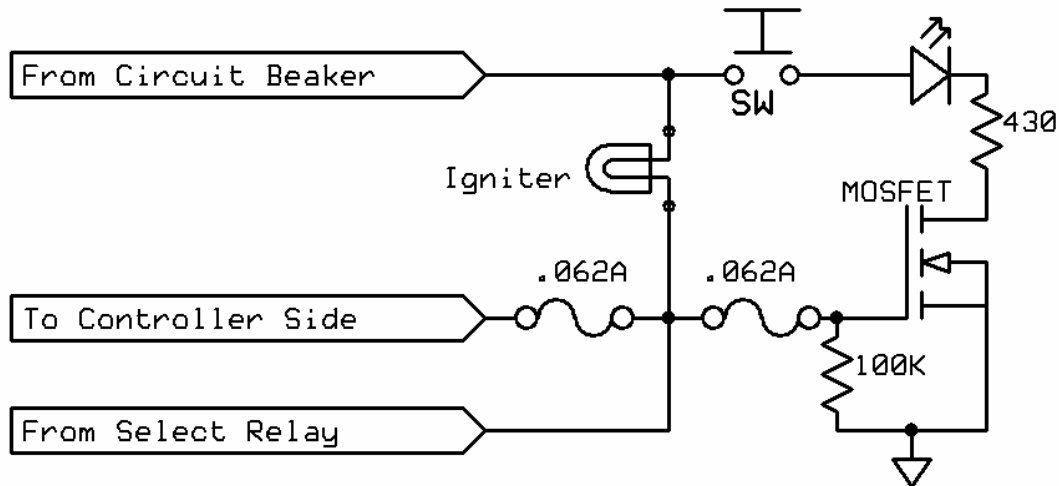 From Circuit Beaker
SW
430
Igniter
MOSFET
.062A
.062A
To Controller Side
100K
From Select Relay